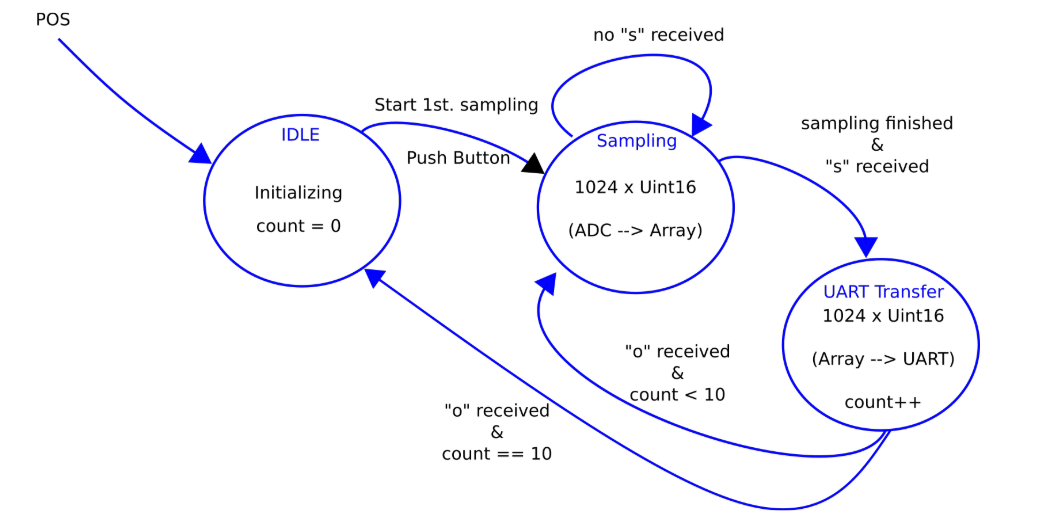 POS
no "s" received
Start 1st. sampling
Push Button
IDLE
Initializing
count = 0
Sampling
1024 x Uint16
(ADC --> Array)
sampling finished
&
"s" received
UART Transfer
1024 x Uint16
(Array --> UART)
count++
"o" received
&
count < 10
"o" received
&
count == 10